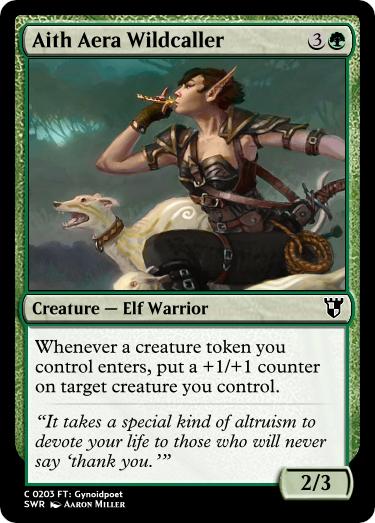 Aith Aera Wildcaller 3
Creature — Elf Warrior
Whenever a creature token you
control enters, put a +1/+1 counter
on target creature you control.
“It takes a special kind of altruism to
devote your life to those who will never
say ‘thank you.’”
2/3
C 0203 FT: Gynoidpoet
SWR Aaron Miller